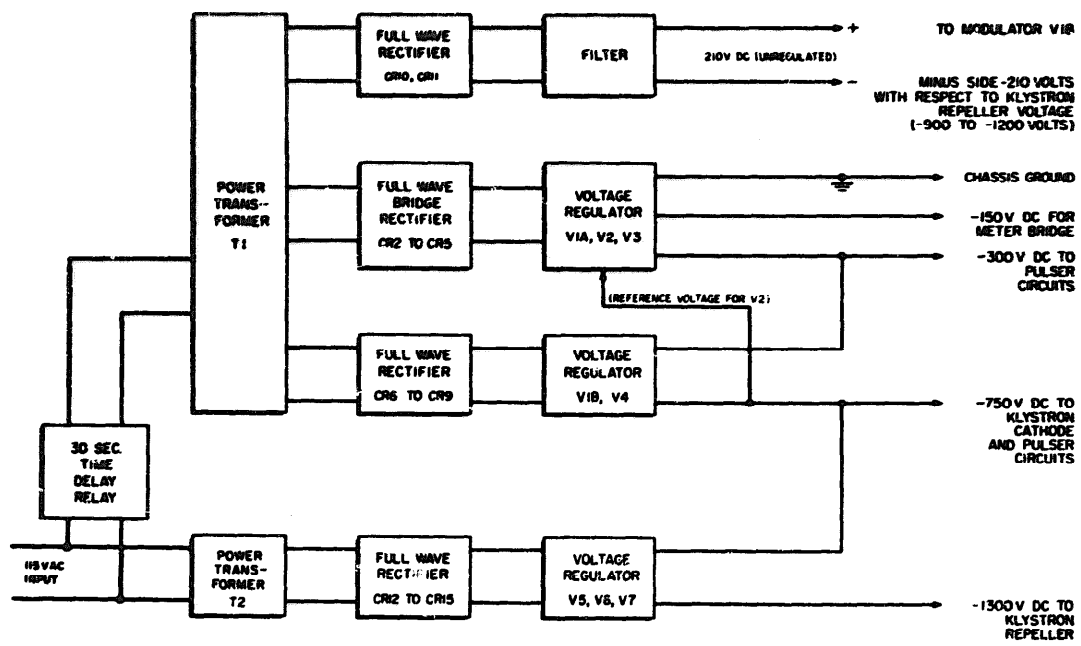 FULL WAVE
RECTIFIER
CR10, CR11
FILTER
210V DC (UNREGULATED)
+
TO MODULATOR V18
-
MINUS SIDE -210 VOLTS
WITH RESPECT TO KLYSTRON
REPELLER VOLTAGE
(-900 TO -1200 VOLTS)
POWER
TRANS-
FORMER
T1
FULL WAVE
BRIDGE
RECTIFIER
CR2 TO CR5
VOLTAGE
REGULATOR
V1A, V2, V3
CHASSIS GROUND
-150V DC FOR
METER BRIDGE
-300V DC TO
PULSER
CIRCUITS
(REFERENCE VOLTAGE FOR V2)
FULL WAVE
RECTIFIER
CR6 TO CR9
VOLTAGE
REGULATOR
V1B, V4
-750V DC TO
KLYSTRON
CATHODE
AND PULSER
CIRCUITS
30 SEC.
TIME
DELAY
RELAY
115VAC
INPUT
POWER
TRANS-
FORMER
T2
FULL WAVE
RECTIFIER
CR12 TO CR15
VOLTAGE
REGULATOR
V5, V6, V7
-1300V DC TO
KLYSTRON
REPELLER